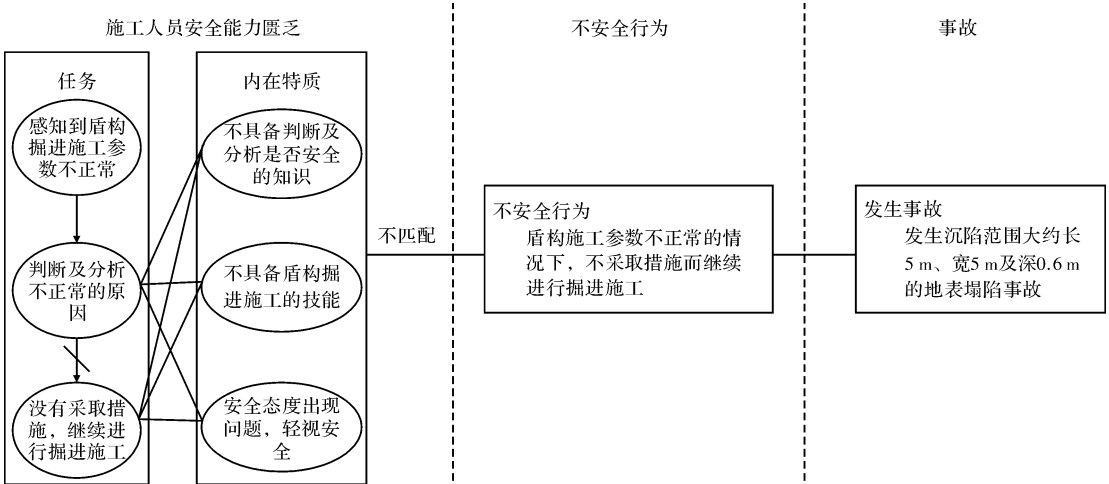 施工人员安全能力匮乏
不安全行为
事故
任务
内在特质
感知到盾构
掘进施工参
数不正常
不具备判断及
分析是否安全
的知识
判断及分析
不正常的原
因
不具备盾构掘
进施工的技能
没有采取措
施，继续进
行掘进施工
安全态度出现
问题，轻视安
全
不匹配
不安全行为
盾构施工参数不正常的情
况下，不采取措施而继续
进行掘进施工
发生事故
发生沉陷范围大约长
5 m、宽5 m及深0.6 m
的地表塌陷事故